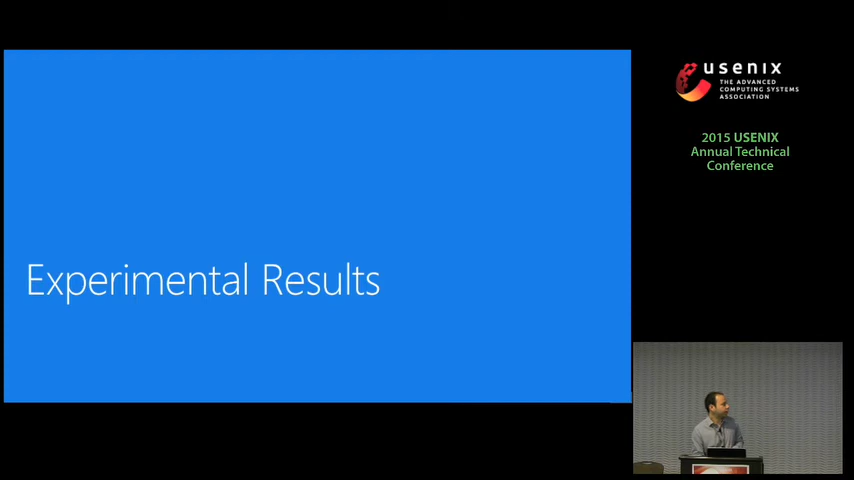 Experimental Results
usenix
THE ADVANCED
COMPUTING SYSTEMS
ASSOCIATION
2015 USENIX
Annual Technical
Conference